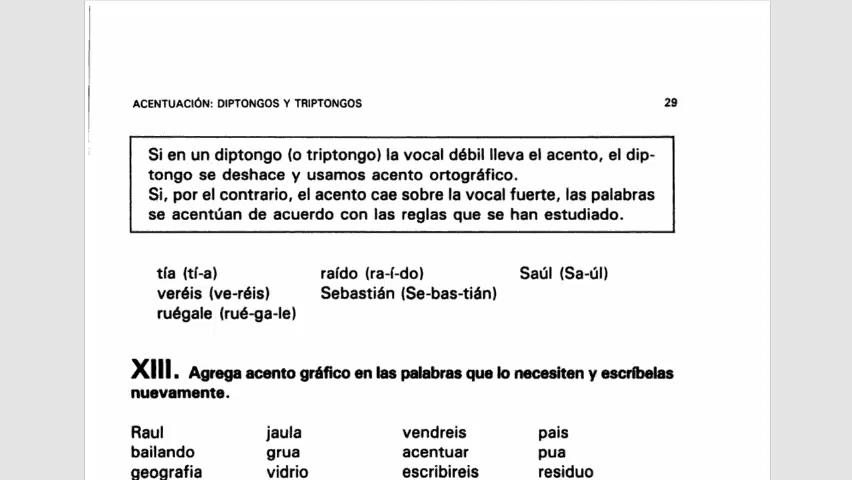 ACENTUACIÓN: DIPTONGOS Y TRIPTONGOS 29
Si en un diptongo (o triptongo) la vocal débil lleva el acento, el dip-
tongo se deshace y usamos acento ortográfico.
Si, por el contrario, el acento cae sobre la vocal fuerte, las palabras
se acentúan de acuerdo con las reglas que se han estudiado.
tía (tí-a) raído (ra-í-do) Saúl (Sa-úl)
veréis (ve-réis) Sebastián (Se-bas-tián)
ruégale (rué-ga-le)
XIII. Agrega acento gráfico en las palabras que lo necesiten y escríbelas
nuevamente.
Raul jaula vendreis pais
bailando grua acentuar pua
geografia vidrio escribireis residuo